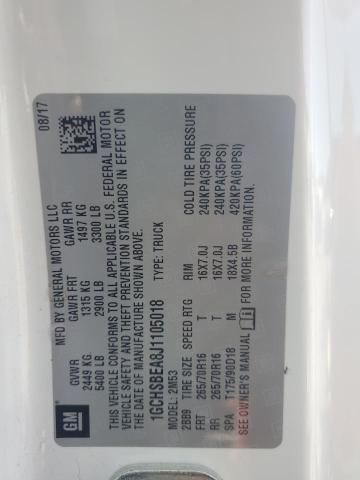 GM
MFD BY GENERAL MOTORS LLC
08/17
GVWR GAWR FRT GAWR RR
2449 KG 1315 KG 1497 KG
5400 LB 2900 LB 3300 LB
THIS VEHICLE CONFORMS TO ALL APPLICABLE U.S. FEDERAL MOTOR
VEHICLE SAFETY AND THEFT PREVENTION STANDARDS IN EFFECT ON
THE DATE OF MANUFACTURE SHOWN ABOVE.
1GCHSBEA8J1105018 TYPE: TRUCK
MODEL: 2M53
2BB9 TIRE SIZE SPEED RTG RIM COLD TIRE PRESSURE
FRT 265/70R16 T 16X7.0J 240KPA(35PSI)
RR 265/70R16 T 16X7.0J 240KPA(35PSI)
SPA T175/90D18 M 18X4.5B 420KPA(60PSI)
SEE OWNER'S MANUAL FOR MORE INFORMATION.